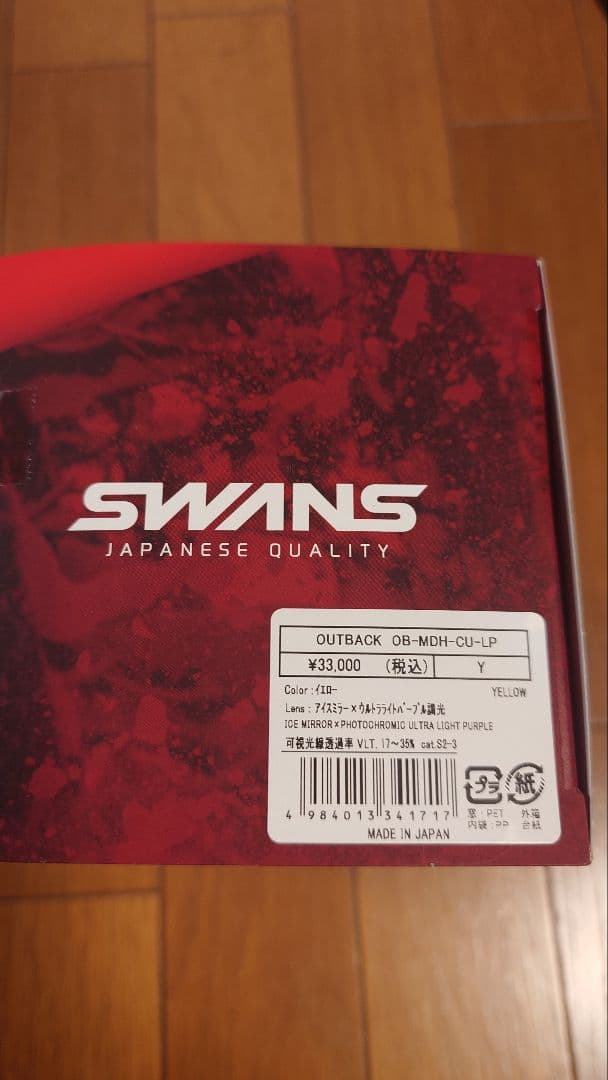 SWANS
JAPANESE QUALITY
OUTBACK OB-MDH-CU-LP
¥33,000 (税込) Y
Color:イエロー YELLOW
Lens:アイスミラー×ウルトラライトパープル調光
ICE MIRROR×PHOTOCHROMIC ULTRA LIGHT PURPLE
可視光線透過率 VLT. 17~35% cat.S2-3
4 984013 341717
プラ 紙
窓:PET 外箱
内袋:PP 台紙
MADE IN JAPAN